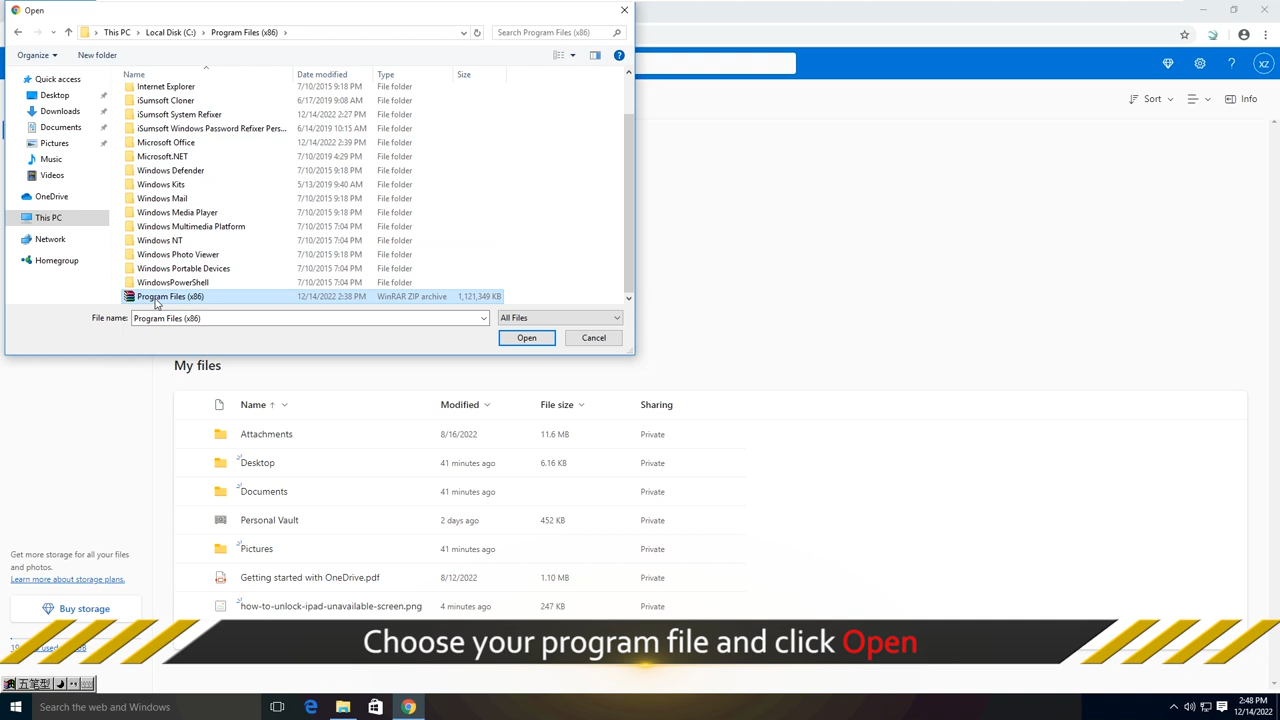 Open
This PC > Local Disk (C:) > Program Files (x86) >
Search Program Files (x86)
Organize
New folder
Name Date modified Type Size
Internet Explorer 7/10/2015 9:18 PM File folder
iSumsoft Cloner 6/17/2019 9:08 AM File folder
iSumsoft System Refixer 12/14/2022 2:27 PM File folder
iSumsoft Windows Password Refixer Pers... 6/14/2019 10:15 AM File folder
Microsoft Office 12/14/2022 2:39 PM File folder
Microsoft.NET 7/10/2019 4:29 PM File folder
Windows Defender 7/10/2015 9:18 PM File folder
Windows Kits 5/13/2019 9:40 AM File folder
Windows Mail 7/10/2015 9:18 PM File folder
Windows Media Player 7/10/2015 9:18 PM File folder
Windows Multimedia Platform 7/10/2015 7:04 PM File folder
Windows NT 7/10/2015 7:04 PM File folder
Windows Photo Viewer 7/10/2015 9:18 PM File folder
Windows Portable Devices 7/10/2015 7:04 PM File folder
WindowsPowerShell 7/10/2015 7:04 PM File folder
Program Files (x86) 12/14/2022 2:38 PM WinRAR ZIP archive 1,121,349 KB
Quick access
Desktop
Downloads
Documents
Pictures
Music
Videos
OneDrive
This PC
Network
Homegroup
File name: Program Files (x86) All Files
Open Cancel
XZ
Sort Info
My files
Name Modified File size Sharing
Attachments 8/16/2022 11.6 MB Private
Desktop 41 minutes ago 6.16 KB Private
Documents 41 minutes ago Private
Personal Vault 2 days ago 452 KB Private
Pictures 41 minutes ago Private
Getting started with OneDrive.pdf 8/12/2022 1.10 MB Private
how-to-unlock-ipad-unavailable-screen.png 4 minutes ago 247 KB Private
Get more storage for all your files
and photos.
Learn more about storage plans.
Buy storage
Choose your program file and click Open
五笔型
Search the web and Windows
2:48 PM
12/14/2022